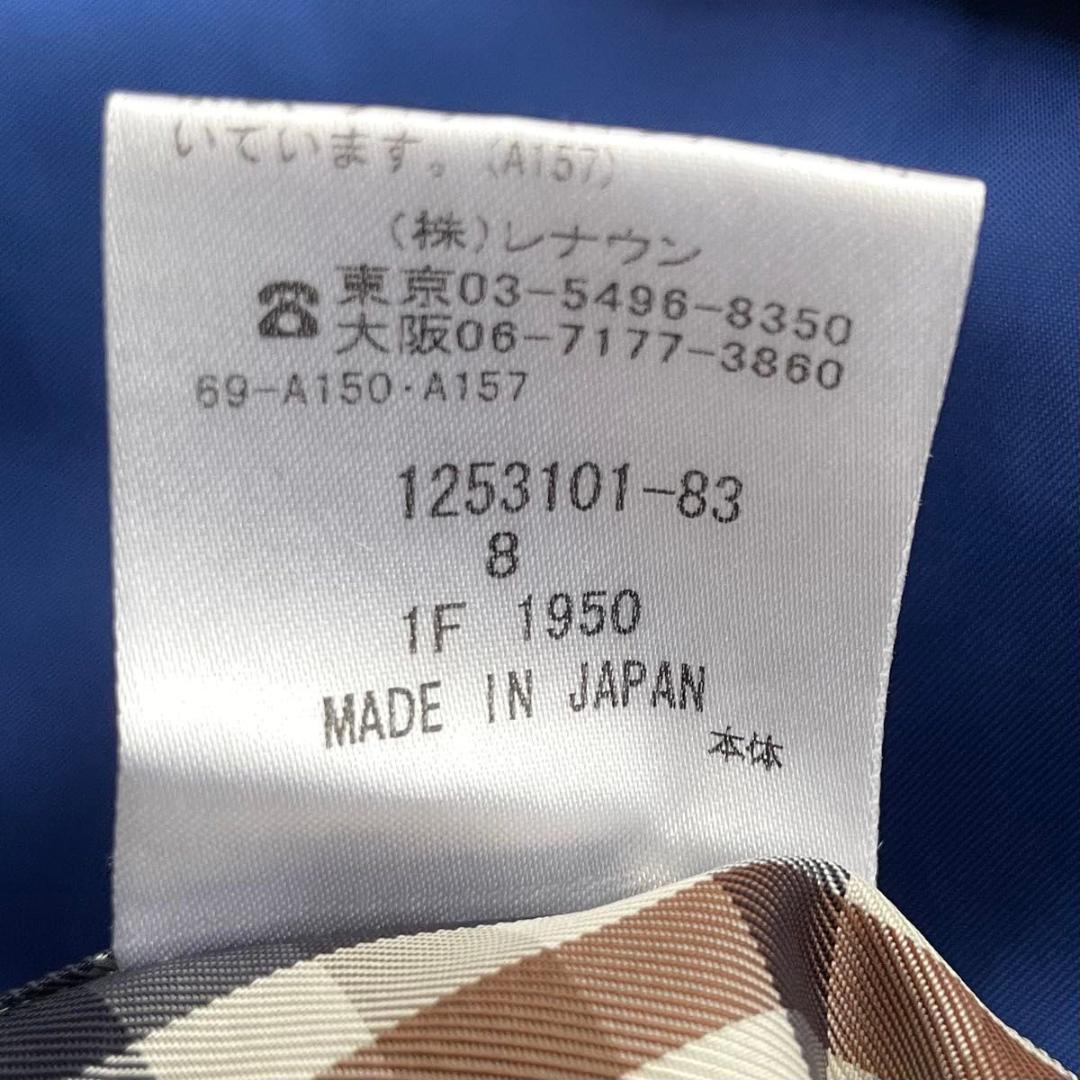 いています。(A157)
(株)レナウン
☎東京03-5496-8350
大阪06-7177-3860
69-A150・A157
1253101-83
8
1F 1950
MADE IN JAPAN
本体